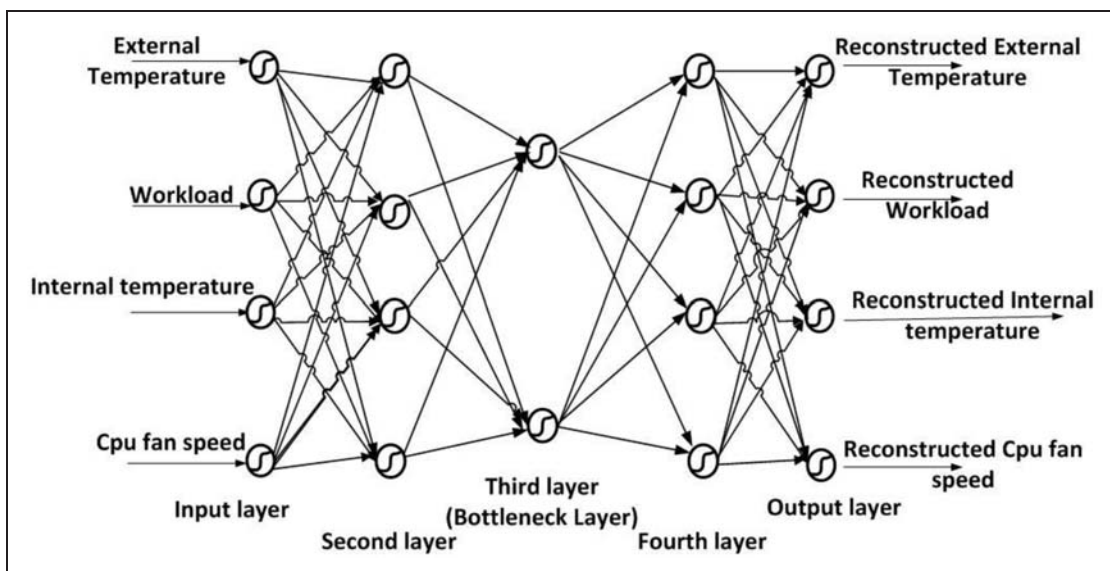 External
Temperature
Workload
Internal temperature
Cpu fan speed
Input layer
Second layer
Third layer
(Bottleneck Layer)
Fourth layer
Output layer
Reconstructed External
Temperature
Reconstructed
Workload
Reconstructed Internal
temperature
Reconstructed Cpu fan
speed